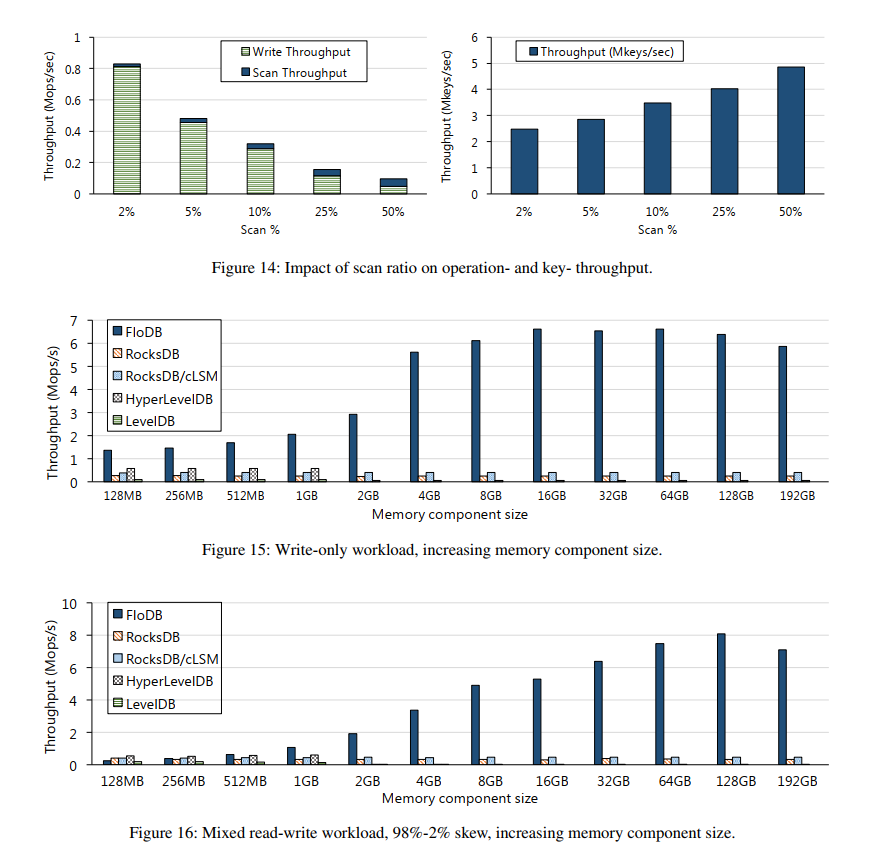 Throughput (Mops/sec)
1
0.8
0.6
0.4
0.2
0
Write Throughput
Scan Throughput
2% 5% 10% 25% 50%
Scan %
Throughput (Mkeys/sec)
6
5
4
3
2
1
0
Throughput (Mkeys/sec)
2% 5% 10% 25% 50%
Scan %
Figure 14: Impact of scan ratio on operation- and key- throughput.
Throughput (Mops/s)
7
6
5
4
3
2
1
0
FloDB
RocksDB
RocksDB/cLSM
HyperLevelDB
LevelDB
128MB 256MB 512MB 1GB 2GB 4GB 8GB 16GB 32GB 64GB 128GB 192GB
Memory component size
Figure 15: Write-only workload, increasing memory component size.
Throughput (Mops/s)
10
8
6
4
2
0
FloDB
RocksDB
RocksDB/cLSM
HyperLevelDB
LevelDB
128MB 256MB 512MB 1GB 2GB 4GB 8GB 16GB 32GB 64GB 128GB 192GB
Memory component size
Figure 16: Mixed read-write workload, 98%-2% skew, increasing memory component size.